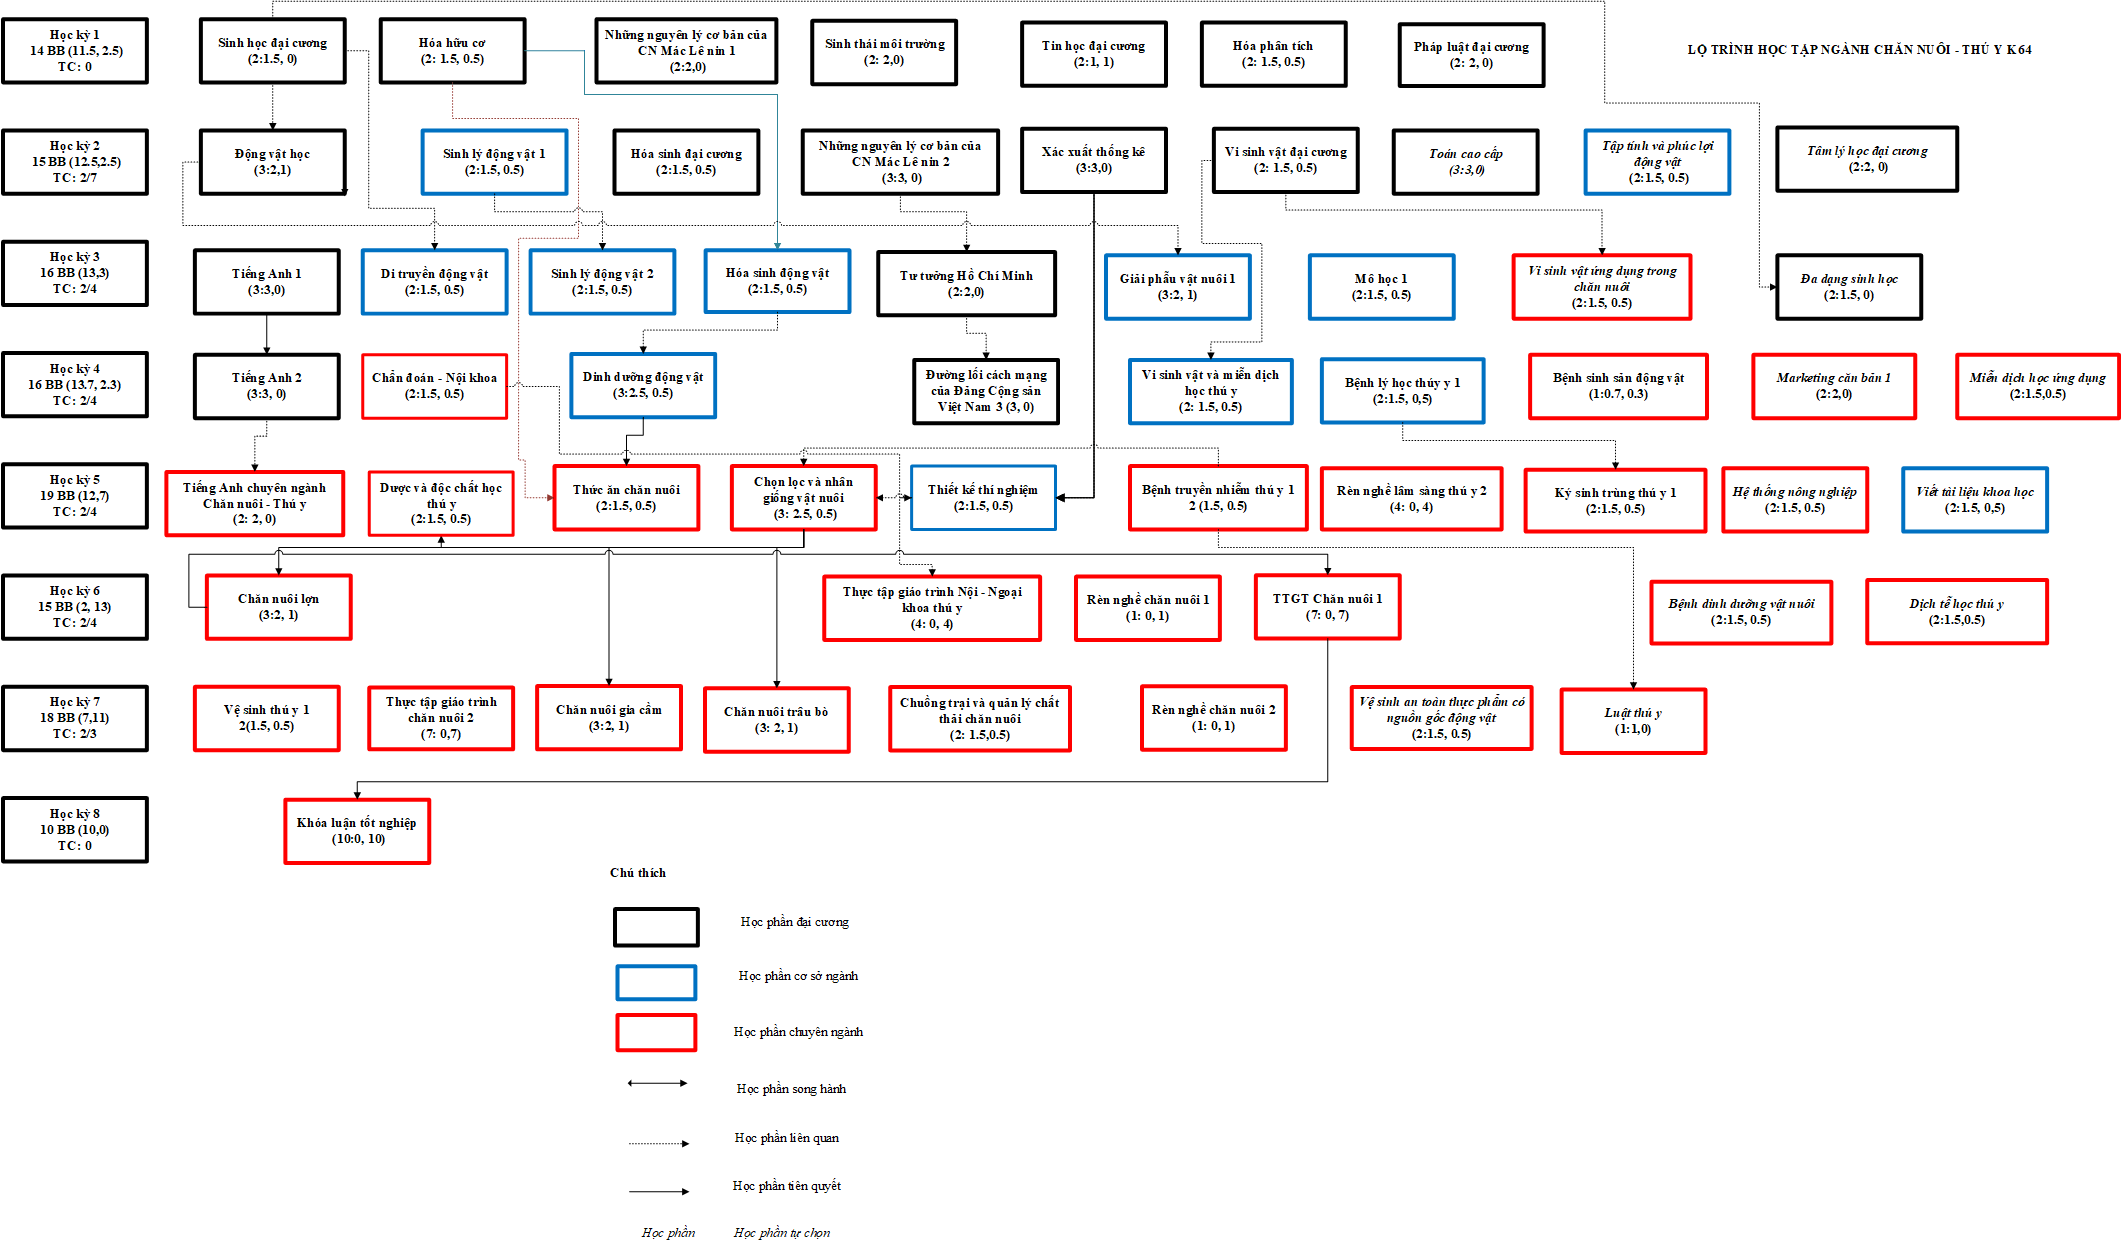 Học kỳ 1
14 BB (11.5, 2.5)
TC: 0
Sinh học đại cương
(2:1.5, 0)
Hóa hữu cơ
(2: 1.5, 0.5)
Những nguyên lý cơ bản của
CN Mác Lê nin 1
(2:2,0)
Sinh thái môi trường
(2: 2,0)
Tin học đại cương
(2:1, 1)
Hóa phân tích
(2: 1.5, 0.5)
Pháp luật đại cương
(2: 2, 0)
LỘ TRÌNH HỌC TẬP NGÀNH CHĂN NUÔI - THÚ Y K64
Học kỳ 2
15 BB (12.5,2.5)
TC: 2/7
Động vật học
(3:2,1)
Sinh lý động vật 1
(2:1.5, 0.5)
Hóa sinh đại cương
(2:1.5, 0.5)
Những nguyên lý cơ bản của
CN Mác Lê nin 2
(3:3, 0)
Xác xuất thống kê
(3:3,0)
Vi sinh vật đại cương
(2: 1.5, 0.5)
Toán cao cấp
(3:3,0)
Tập tính và phúc lợi
động vật
(2:1.5, 0.5)
Tâm lý học đại cương
(2:2, 0)
Học kỳ 3
16 BB (13,3)
TC: 2/4
Tiếng Anh 1
(3:3,0)
Di truyền động vật
(2:1.5, 0.5)
Sinh lý động vật 2
(2:1.5, 0.5)
Hóa sinh động vật
(2:1.5, 0.5)
Tư tưởng Hồ Chí Minh
(2:2,0)
Giải phẫu vật nuôi 1
(3:2, 1)
Mô học 1
(2:1.5, 0.5)
Vi sinh vật ứng dụng trong
chăn nuôi
(2:1.5, 0.5)
Đa dạng sinh học
(2:1.5, 0)
Học kỳ 4
16 BB (13.7, 2.3)
TC: 2/4
Tiếng Anh 2
(3:3, 0)
Chẩn đoán - Nội khoa
(2:1.5, 0.5)
Dinh dưỡng động vật
(3:2.5, 0.5)
Đường lối cách mạng
của Đảng Cộng sản
Việt Nam 3 (3, 0)
Vi sinh vật và miễn dịch
học thú y
(2: 1.5, 0.5)
Bệnh lý học thúy y 1
(2:1.5, 0,5)
Bệnh sinh sản động vật
(1:0.7, 0.3)
Marketing căn bản 1
(2:2,0)
Miễn dịch học ứng dụng
(2:1.5,0.5)
Học kỳ 5
19 BB (12,7)
TC: 2/4
Tiếng Anh chuyên ngành
Chăn nuôi - Thú y
(2: 2, 0)
Dược và độc chất học
thú y
(2:1.5, 0.5)
Thức ăn chăn nuôi
(2:1.5, 0.5)
Chọn lọc và nhân
giống vật nuôi
(3: 2.5, 0.5)
Thiết kế thí nghiệm
(2:1.5, 0.5)
Bệnh truyền nhiễm thú y 1
2 (1.5, 0.5)
Rèn nghề lâm sàng thú y 2
(4: 0, 4)
Ký sinh trùng thú y 1
(2:1.5, 0.5)
Hệ thống nông nghiệp
(2:1.5, 0.5)
Viết tài liệu khoa học
(2:1.5, 0,5)
Học kỳ 6
15 BB (2, 13)
TC: 2/4
Chăn nuôi lợn
(3:2, 1)
Thực tập giáo trình Nội - Ngoại
khoa thú y
(4: 0, 4)
Rèn nghề chăn nuôi 1
(1: 0, 1)
TTGT Chăn nuôi 1
(7: 0, 7)
Bệnh dinh dưỡng vật nuôi
(2:1.5, 0.5)
Dịch tễ học thú y
(2:1.5,0.5)
Học kỳ 7
18 BB (7,11)
TC: 2/3
Vệ sinh thú y 1
2(1.5, 0.5)
Thực tập giáo trình
chăn nuôi 2
(7: 0,7)
Chăn nuôi gia cầm
(3:2, 1)
Chăn nuôi trâu bò
(3: 2, 1)
Chuồng trại và quản lý chất
thải chăn nuôi
(2: 1.5,0.5)
Rèn nghề chăn nuôi 2
(1: 0, 1)
Vệ sinh an toàn thực phẩm có
nguồn gốc động vật
(2:1.5, 0.5)
Luật thú y
(1:1,0)
Học kỳ 8
10 BB (10,0)
TC: 0
Khóa luận tốt nghiệp
(10:0, 10)
Chú thích
Học phần đại cương
Học phần cơ sở ngành
Học phần chuyên ngành
Học phần song hành
Học phần liên quan
Học phần tiên quyết
Học phần Học phần tự chọn